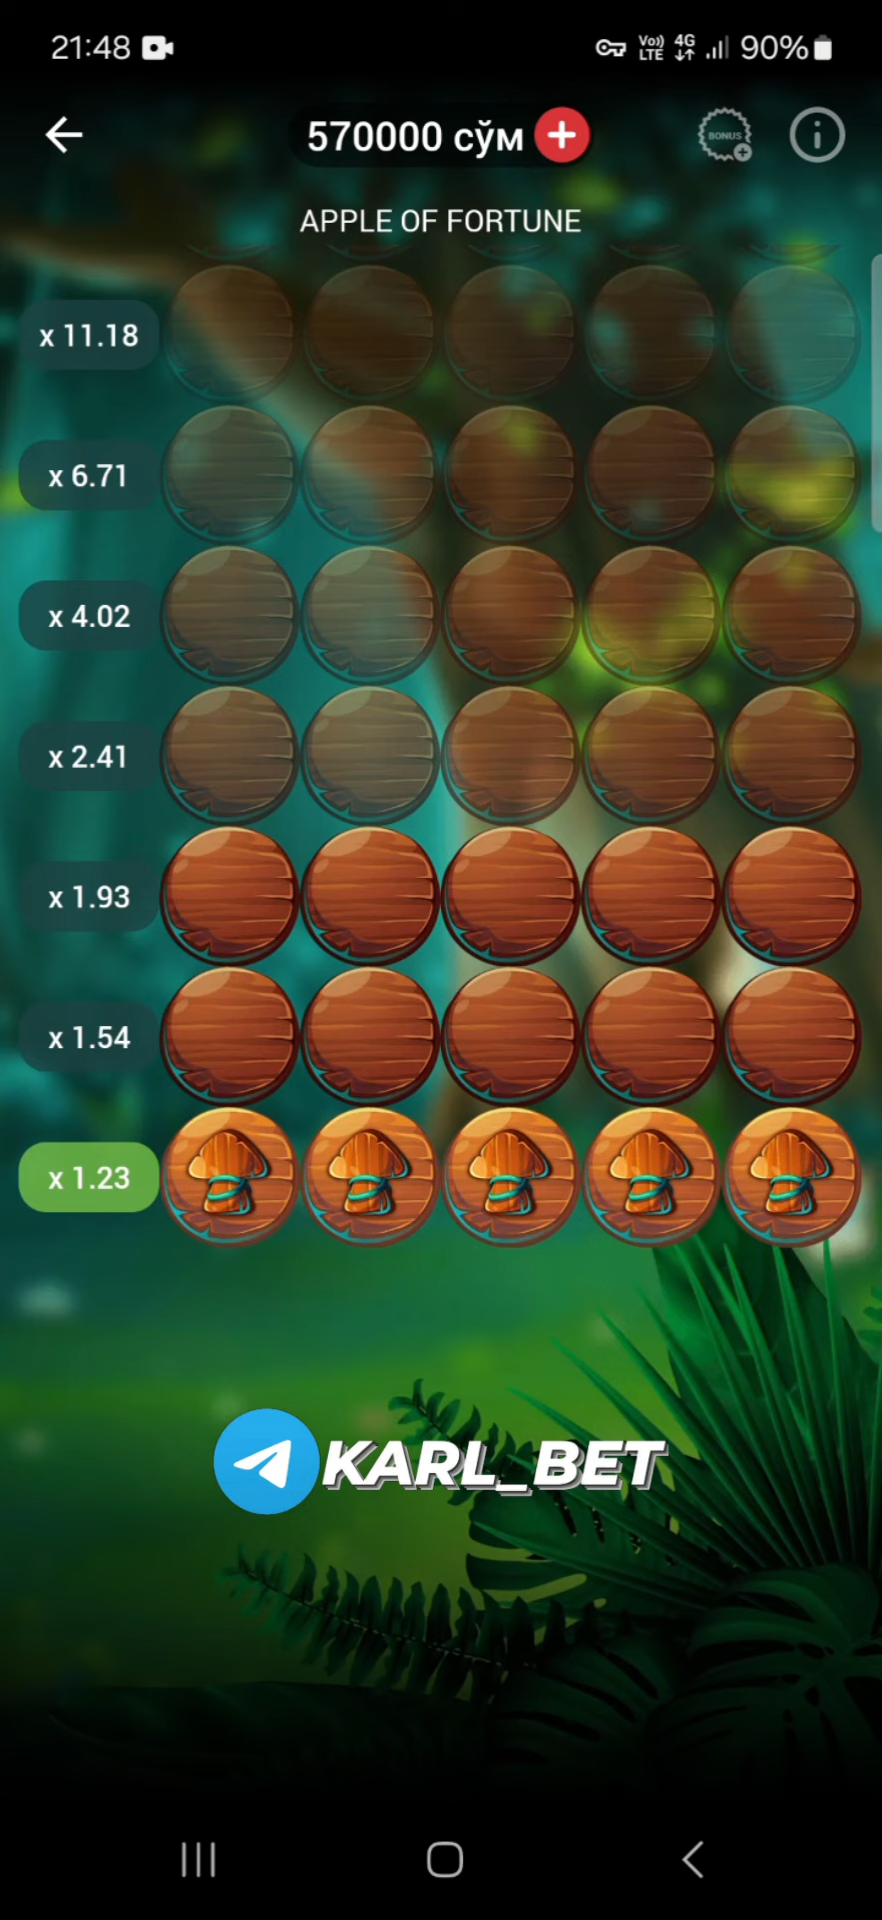 21:48
Vo)) LTE 4G 90%
570000 сўм +
BONUS
APPLE OF FORTUNE
x 11.18
x 6.71
x 4.02
x 2.41
x 1.93
x 1.54
x 1.23
KARL_BET